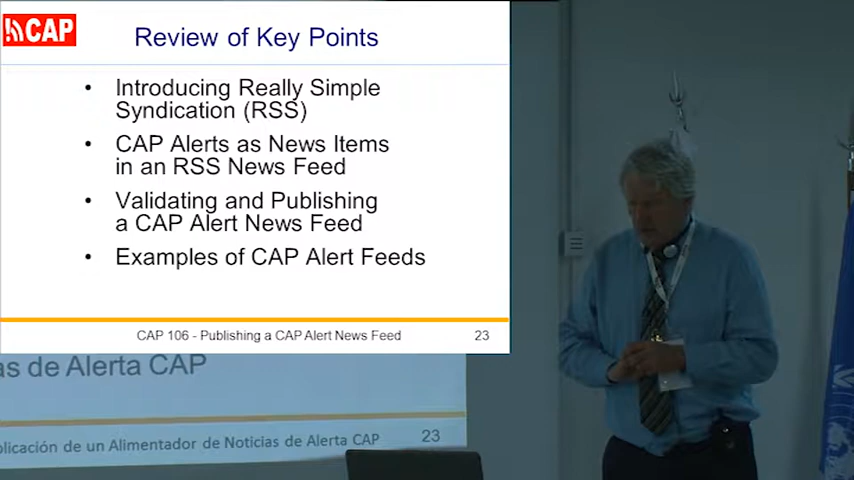 CAP
Review of Key Points
• Introducing Really Simple
Syndication (RSS)
• CAP Alerts as News Items
in an RSS News Feed
• Validating and Publishing
a CAP Alert News Feed
• Examples of CAP Alert Feeds
CAP 106 - Publishing a CAP Alert News Feed 23
as de Alerta CAP
plicación de un Alimentador de Noticias de Alerta CAP 23